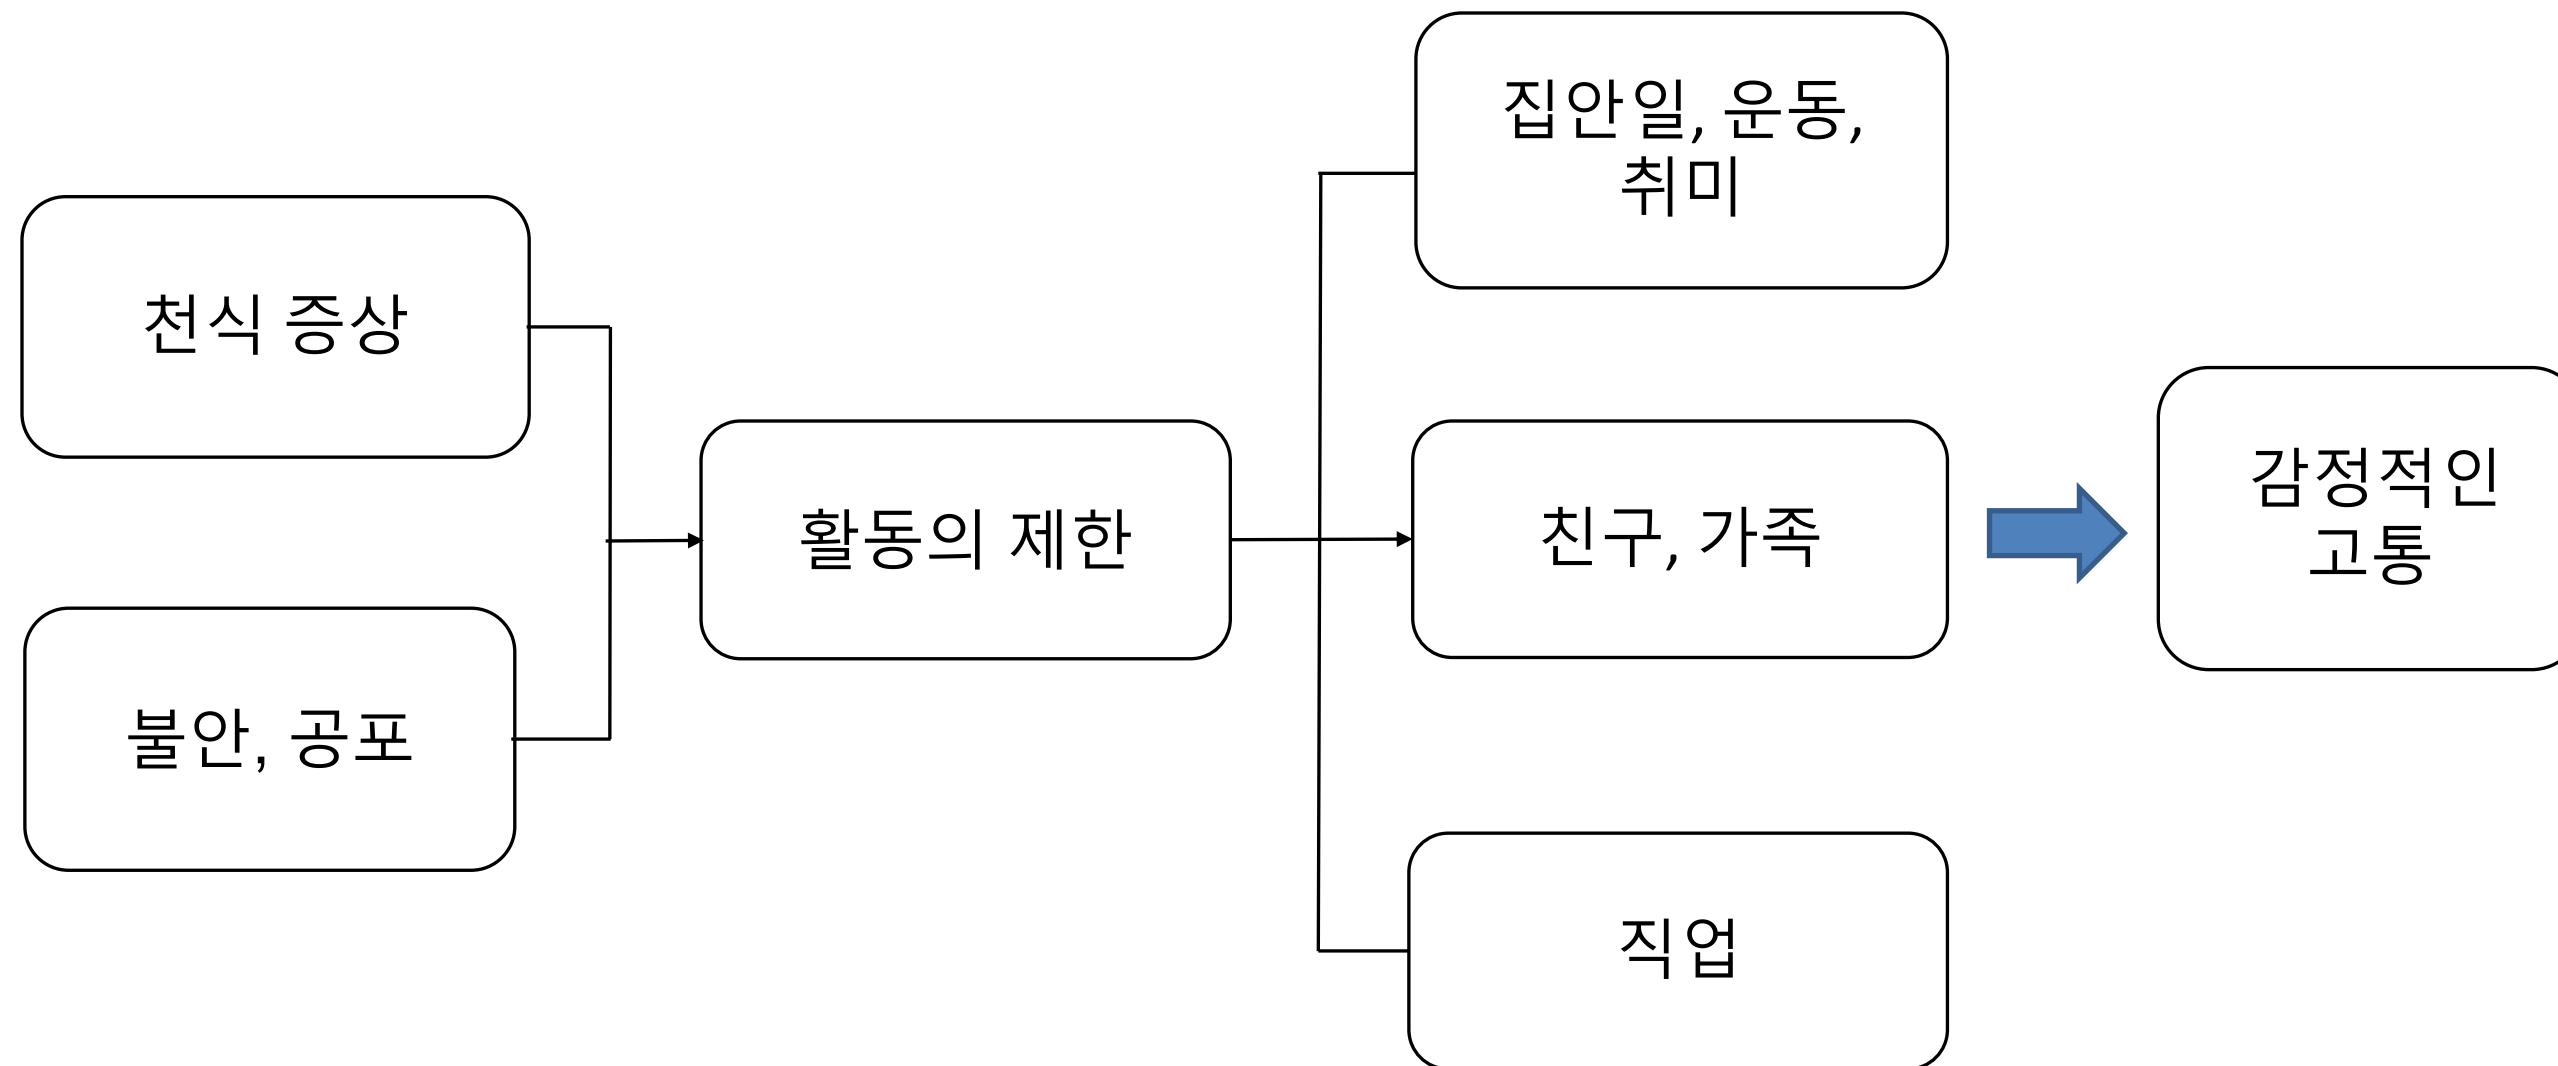 천식 증상
불안, 공포
활동의 제한
집안일, 운동,
취미
친구, 가족
직업
감정적인
고통